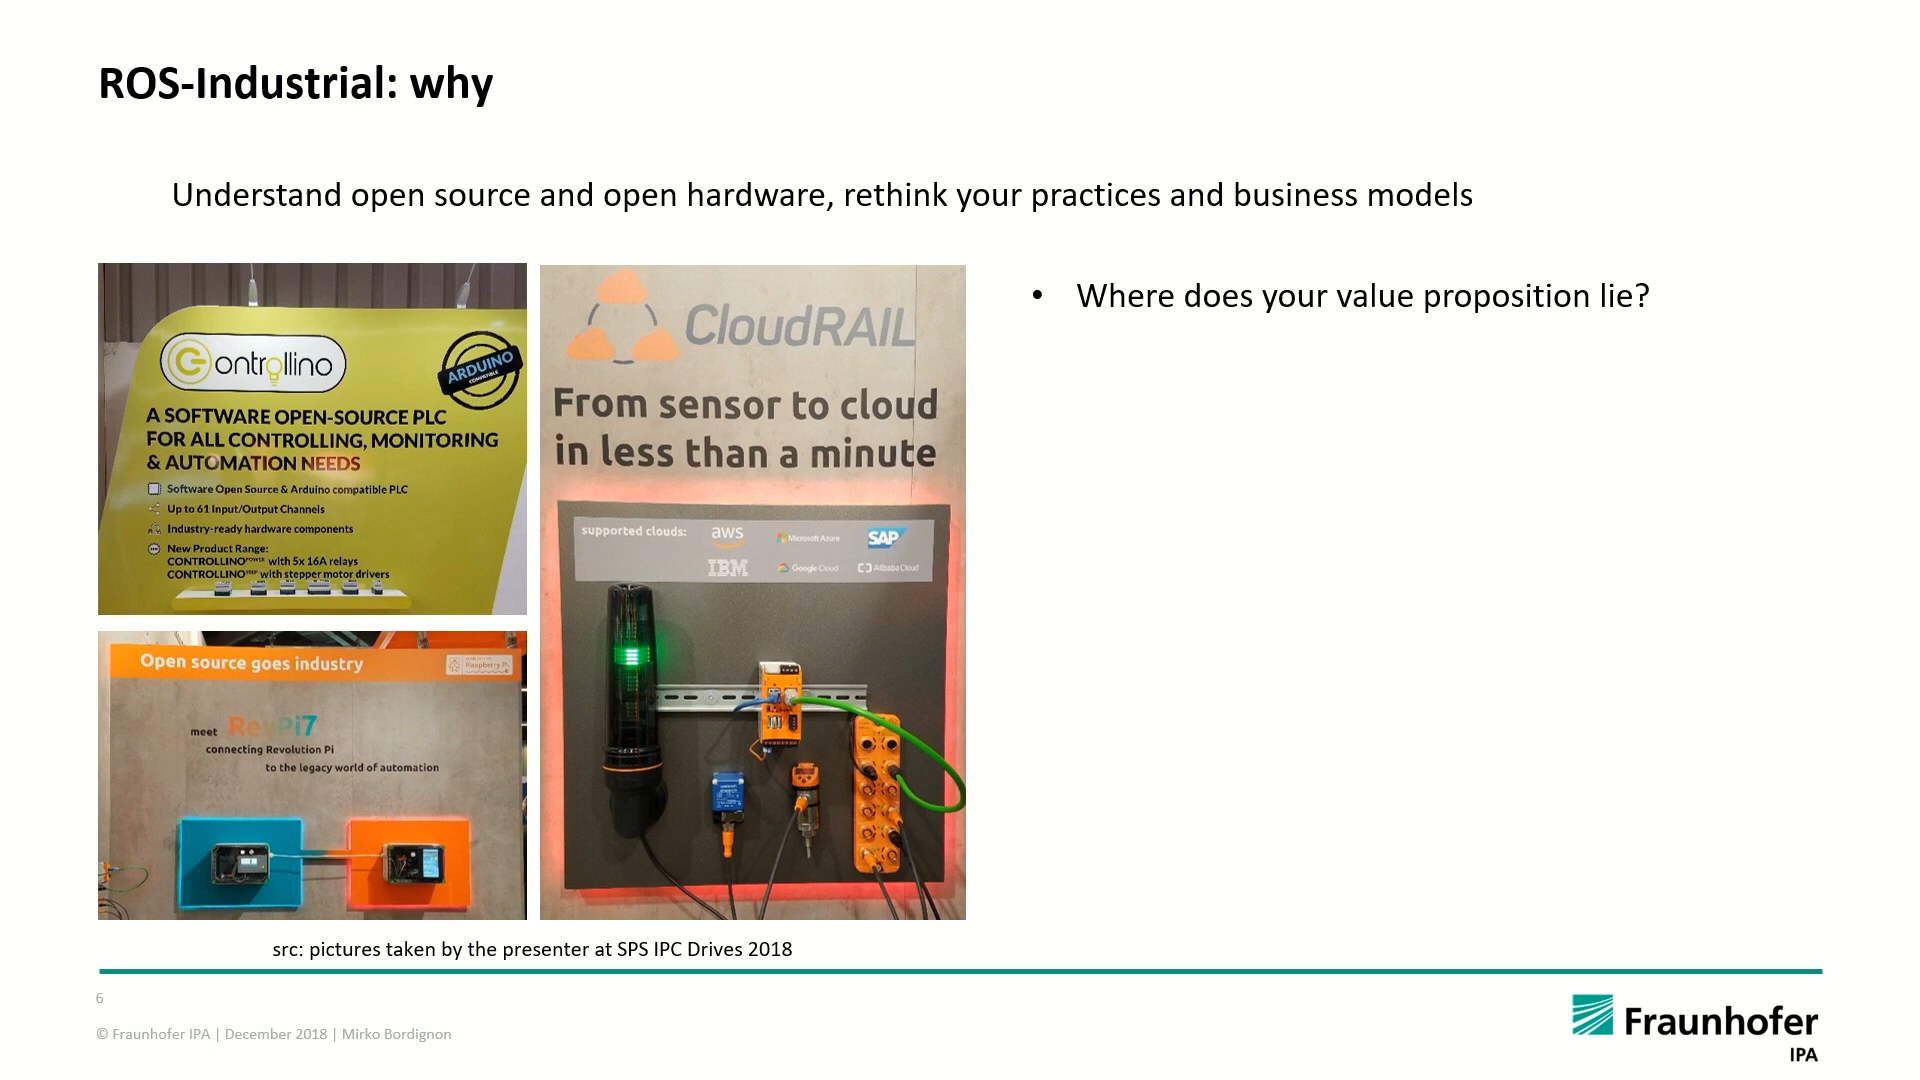 ROS-Industrial: why
Understand open source and open hardware, rethink your practices and business models
Controllino
ARDUINO
COMPATIBLE
A SOFTWARE OPEN-SOURCE PLC
FOR ALL CONTROLLING, MONITORING
& AUTOMATION NEEDS
Software Open Source & Arduino compatible PLC
Up to 61 Input/Output Channels
Industry-ready hardware components
New Product Range:
CONTROLLINO with 5x 16A relays
CONTROLLINO with stepper motor drivers
Open source goes industry
Raspberry Pi
meet RevPi7
connecting Revolution Pi
to the legacy world of automation
CloudRAIL
From sensor to cloud
in less than a minute
supported clouds: aws Microsoft Azure SAP
IBM Google Cloud Alibaba Cloud
• Where does your value proposition lie?
src: pictures taken by the presenter at SPS IPC Drives 2018
6
© Fraunhofer IPA | December 2018 | Mirko Bordignon
Fraunhofer
IPA